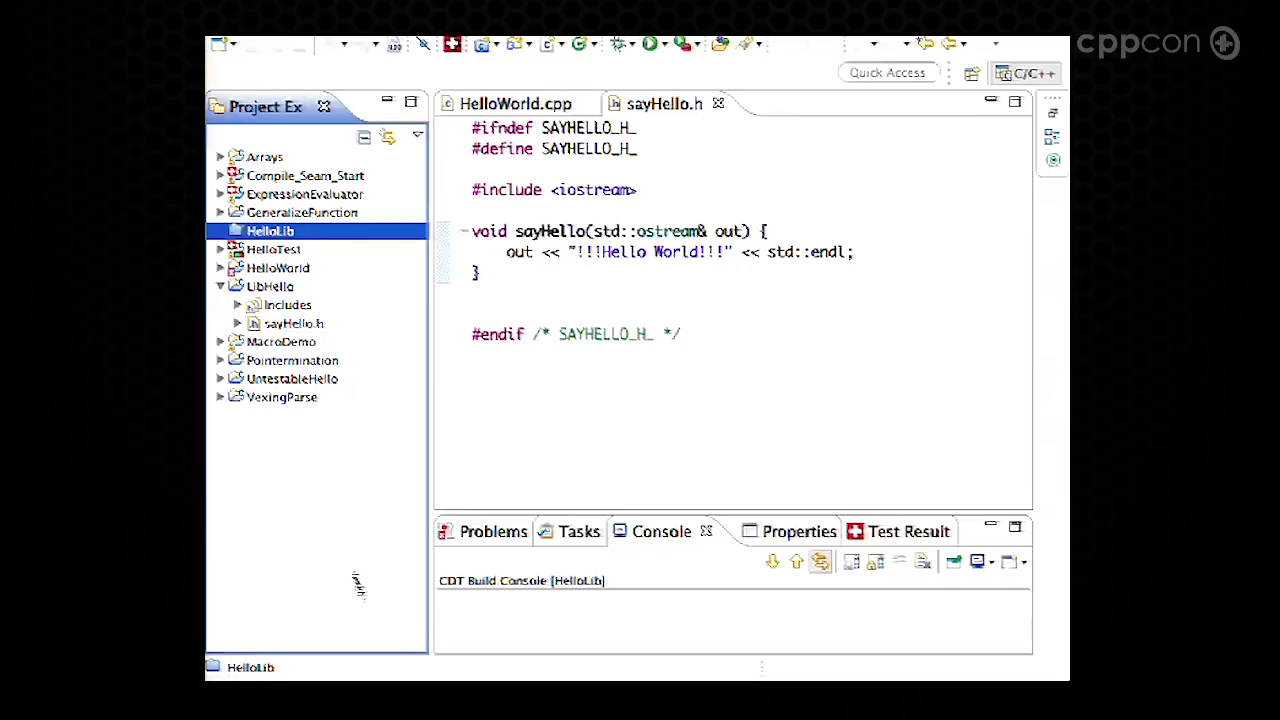 cppcon
Quick Access
C/C++
Project Ex
HelloWorld.cpp
sayHello.h
Arrays
Compile_Seam_Start
ExpressionEvaluator
GeneralizeFunction
HelloLib
HelloTest
HelloWorld
LibHello
Includes
sayHello.h
MacroDemo
Pointermination
UntestableHello
VexingParse
#ifndef SAYHELLO_H_
#define SAYHELLO_H_
#include <iostream>
void sayHello(std::ostream& out) {
out << "!!!Hello World!!!" << std::endl;
}
#endif /* SAYHELLO_H_ */
Problems
Tasks
Console
Properties
Test Result
CDT Build Console [HelloLib]
HelloLib